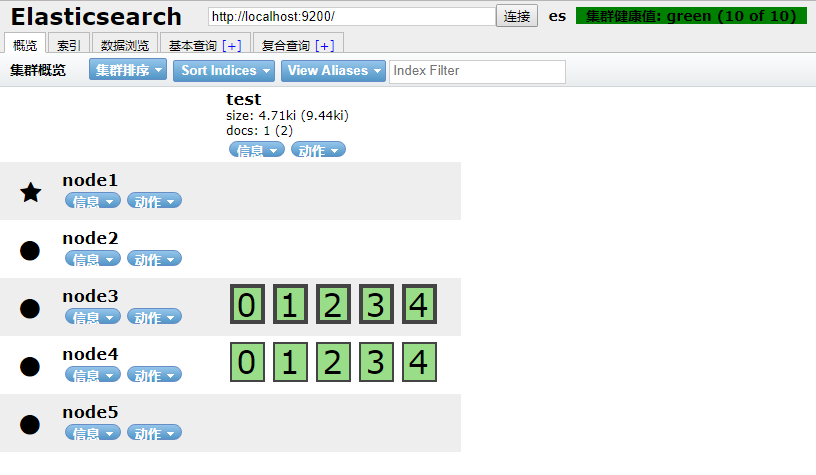 Elasticsearch http://localhost:9200/ 连接 es 集群健康值: green (10 of 10)
概览 索引 数据浏览 基本查询 [+] 复合查询 [+]
集群概览 集群排序 Sort Indices View Aliases Index Filter
test
size: 4.71ki (9.44ki)
docs: 1 (2)
信息 动作
node1
信息 动作
node2
信息 动作
node3 0 1 2 3 4
信息 动作
node4 0 1 2 3 4
信息 动作
node5
信息 动作